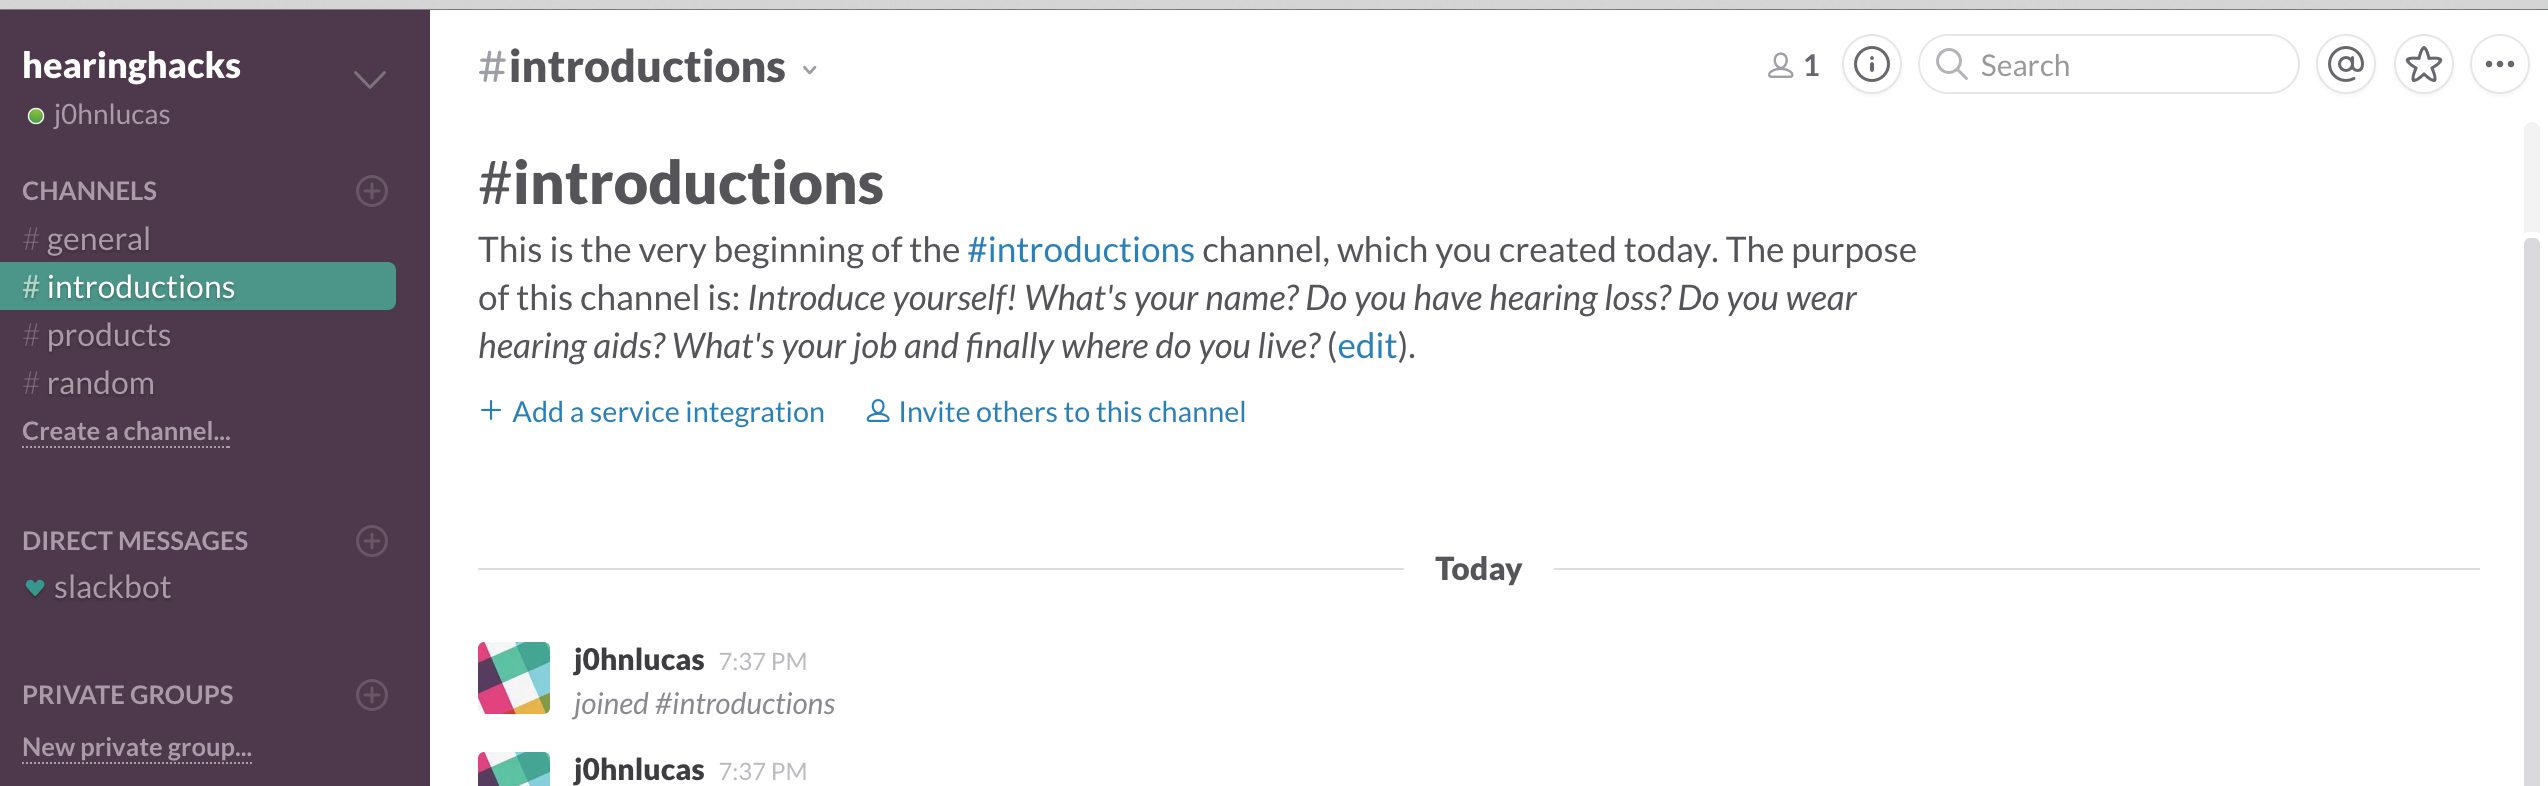 hearinghacks
j0hnlucas
CHANNELS
# general
# introductions
# products
# random
Create a channel...
DIRECT MESSAGES
slackbot
PRIVATE GROUPS
New private group...
#introductions
1
Search
#introductions
This is the very beginning of the #introductions channel, which you created today. The purpose
of this channel is: Introduce yourself! What's your name? Do you have hearing loss? Do you wear
hearing aids? What's your job and finally where do you live? (edit).
+ Add a service integration Invite others to this channel
Today
j0hnlucas 7:37 PM
joined #introductions
j0hnlucas 7:37 PM